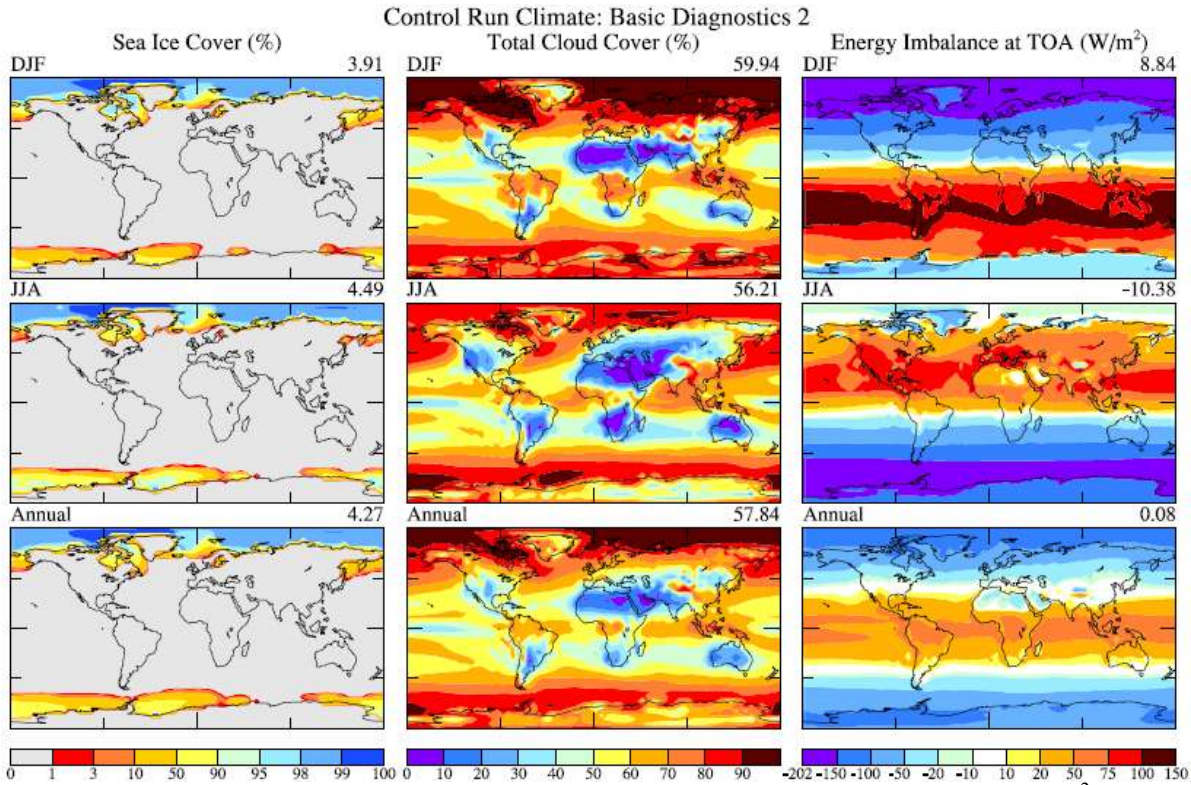 Control Run Climate: Basic Diagnostics 2
Sea Ice Cover (%) Total Cloud Cover (%) Energy Imbalance at TOA (W/m²)
DJF 3.91 DJF 59.94 DJF 8.84
JJA 4.49 JJA 56.21 JJA -10.38
Annual 4.27 Annual 57.84 Annual 0.08
0 1 3 10 50 90 95 98 99 100 0 10 20 30 40 50 60 70 80 90 -202 -150 -100 -50 -20 -10 10 20 50 75 100 150